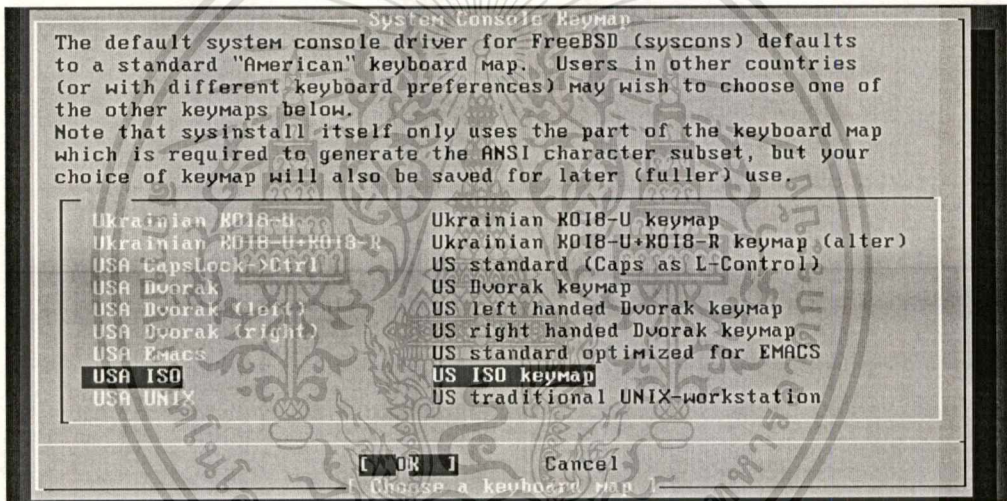 System Console Keymap
The default system console driver for FreeBSD (syscons) defaults
to a standard "American" keyboard map.  Users in other countries
(or with different keyboard preferences) may wish to choose one of
the other keymaps below.
Note that sysinstall itself only uses the part of the keyboard map
which is required to generate the ANSI character subset, but your
choice of keymap will also be saved for later (fuller) use.
Ukrainian KOI8-U Ukrainian KOI8-U keymap
Ukrainian KOI8-U+KOI8-R Ukrainian KOI8-U+KOI8-R keymap (alter)
USA CapsLock->Ctrl US standard (Caps as L-Control)
USA Dvorak US Dvorak keymap
USA Dvorak (left) US left handed Dvorak keymap
USA Dvorak (right) US right handed Dvorak keymap
USA Emacs US standard optimized for EMACS
USA ISO US ISO keymap
USA UNIX US traditional UNIX-workstation
[ OK ] Cancel
[ Choose a keyboard map ]